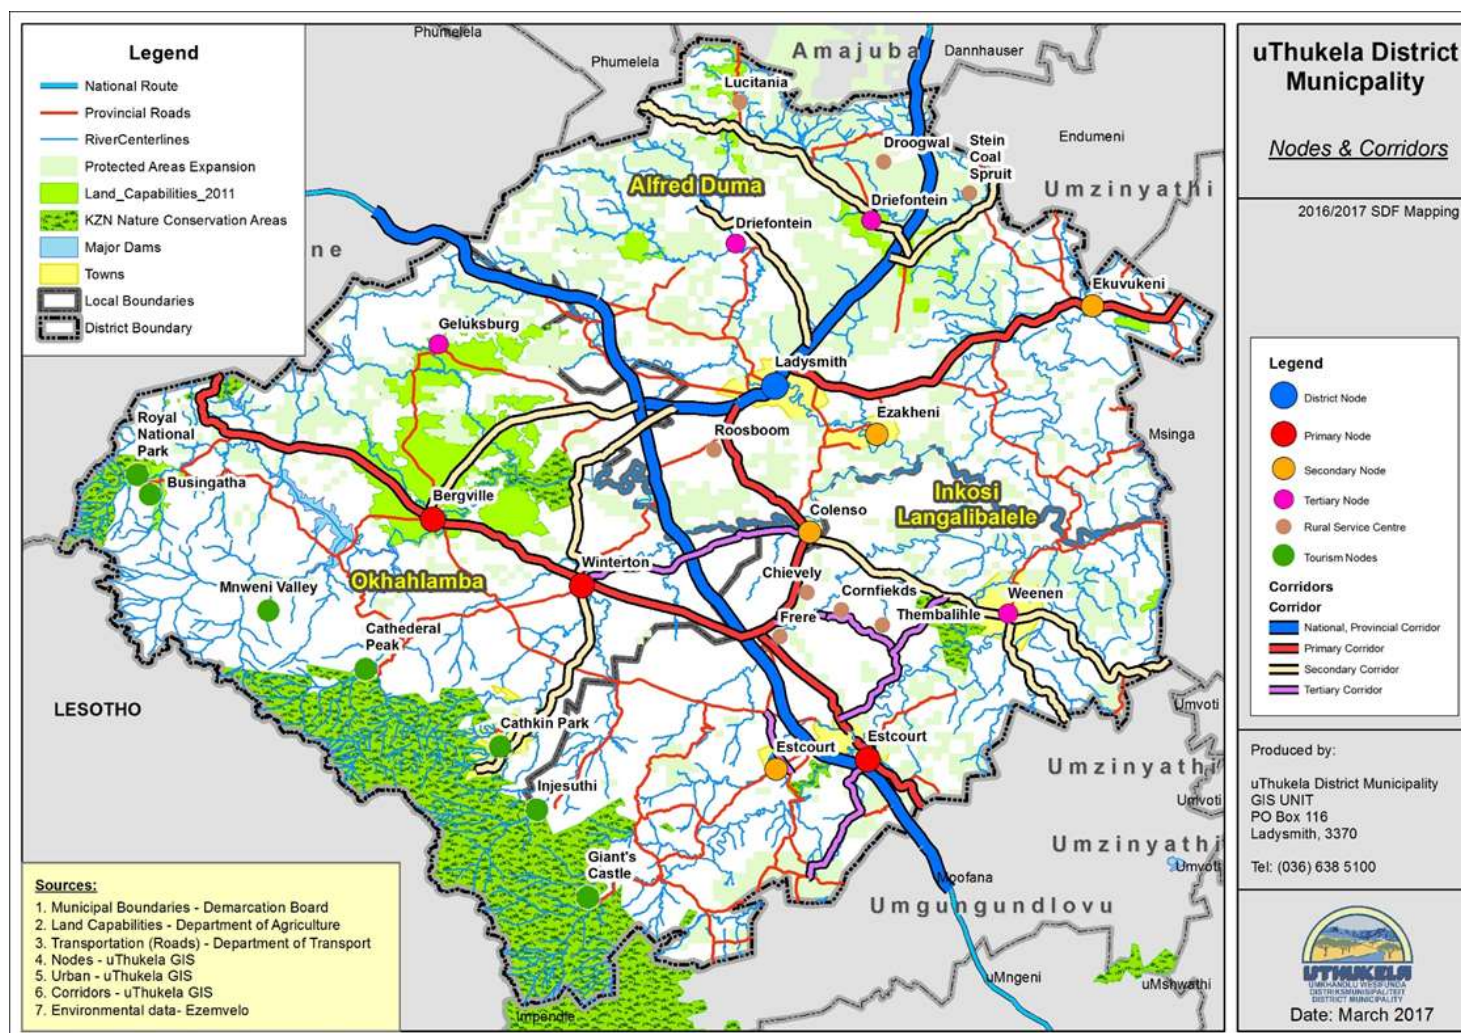 Legend
National Route
Provincial Roads
RiverCenterlines
Protected Areas Expansion
Land_Capabilities_2011
KZN Nature Conservation Areas
Major Dams
Towns
Local Boundaries
District Boundary
Phumelela
Phumelela
Amajuba
Dannhauser
Endumeni
Umzinyathi
Lucitania
Droogwal
Stein
Coal
Spruit
Alfred Duma
Driefontein
Driefontein
ne
Ekuvukeni
Geluksburg
Ladysmith
Royal
National
Park
Ezakheni
Msinga
Roosboom
Busingatha
Bergville
Inkosi
Langalibalele
Colenso
Winterton
Okhahlamba
Chievely
Cornfiekds
Mnweni Valley
Frere
Thembalihle
Weenen
Cathederal
Peak
LESOTHO
Umvoti
Cathkin Park
Estcourt
Estcourt
Umzinyathi
Injesuthi
Umvoti
Umzinyathi
Umvoti
Giant's
Castle
Moofana
Umgungundlovu
uMngeni
uMshwathi
Impendle
Sources:
1. Municipal Boundaries - Demarcation Board
2. Land Capabilities - Department of Agriculture
3. Transportation (Roads) - Department of Transport
4. Nodes - uThukela GIS
5. Urban - uThukela GIS
6. Corridors - uThukela GIS
7. Environmental data- Ezemvelo
uThukela District
Municpality
Nodes & Corridors
2016/2017 SDF Mapping
Legend
District Node
Primary Node
Secondary Node
Tertiary Node
Rural Service Centre
Tourism Nodes
Corridors
Corridor
National, Provincial Corridor
Primary Corridor
Secondary Corridor
Tertiary Corridor
Produced by:
uThukela District Municipality
GIS UNIT
PO Box 116
Ladysmith, 3370
Tel: (036) 638 5100
UTHUKELA
UMKHANDLU WESIFUNDA
DISTRIKSMUNISIPALITEIT
DISTRICT MUNICIPALITY
Date: March 2017